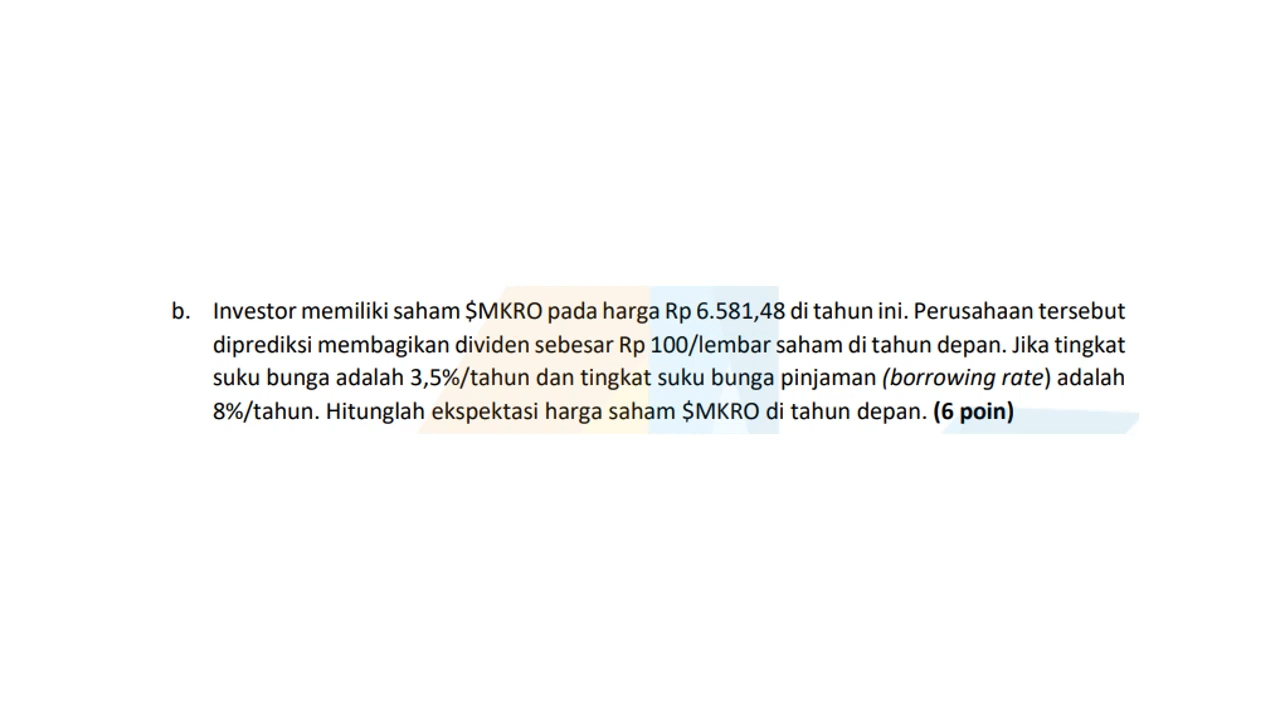 b. Investor memiliki saham $MKRO pada harga Rp 6.581,48 di tahun ini. Perusahaan tersebut
diprediksi membagikan dividen sebesar Rp 100/lembar saham di tahun depan. Jika tingkat
suku bunga adalah 3,5%/tahun dan tingkat suku bunga pinjaman (borrowing rate) adalah
8%/tahun. Hitunglah ekspektasi harga saham $MKRO di tahun depan. (6 poin)